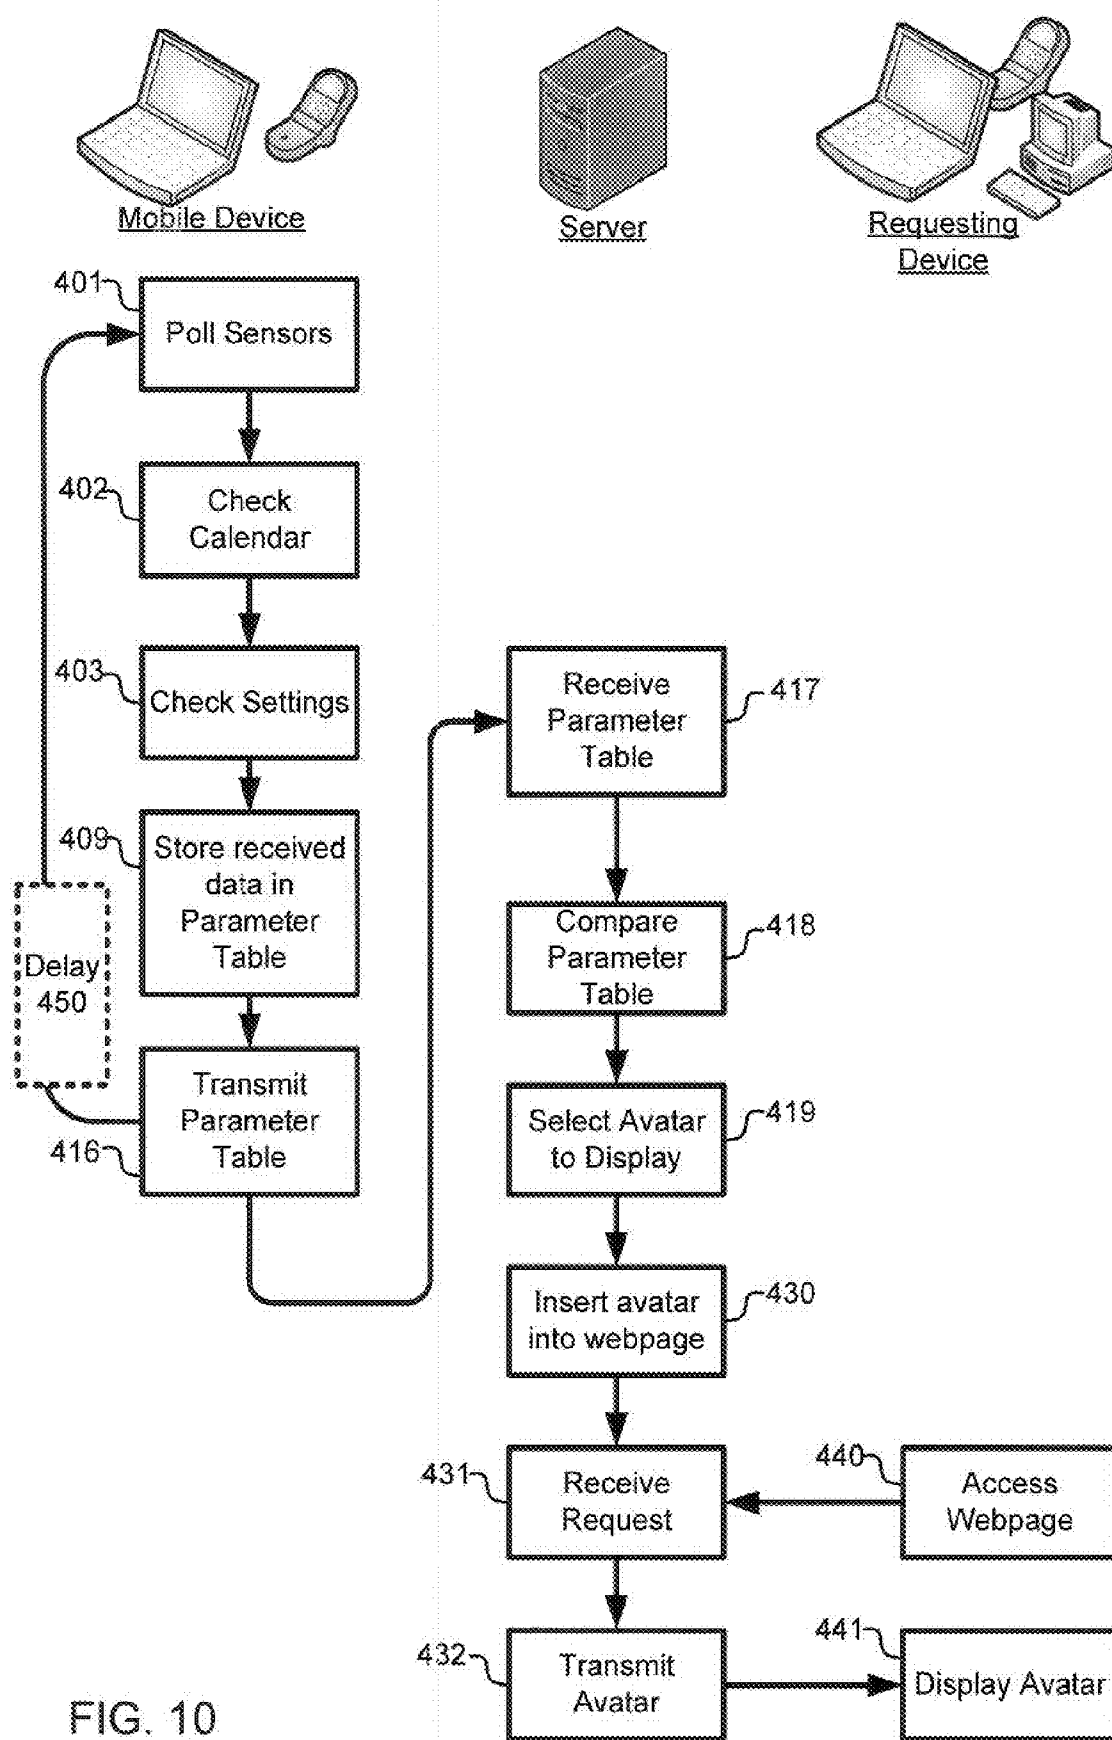 Mobile Device
Server
Requesting
Device
401
Poll Sensors
402
Check
Calendar
403
Check Settings
409
Store received
data in
Parameter
Table
Delay
450
416
Transmit
Parameter
Table
Receive
Parameter
Table
417
Compare
Parameter
Table
418
Select Avatar
to Display
419
Insert avatar
into webpage
430
431
Receive
Request
440
Access
Webpage
432
Transmit
Avatar
441
Display Avatar
FIG. 10